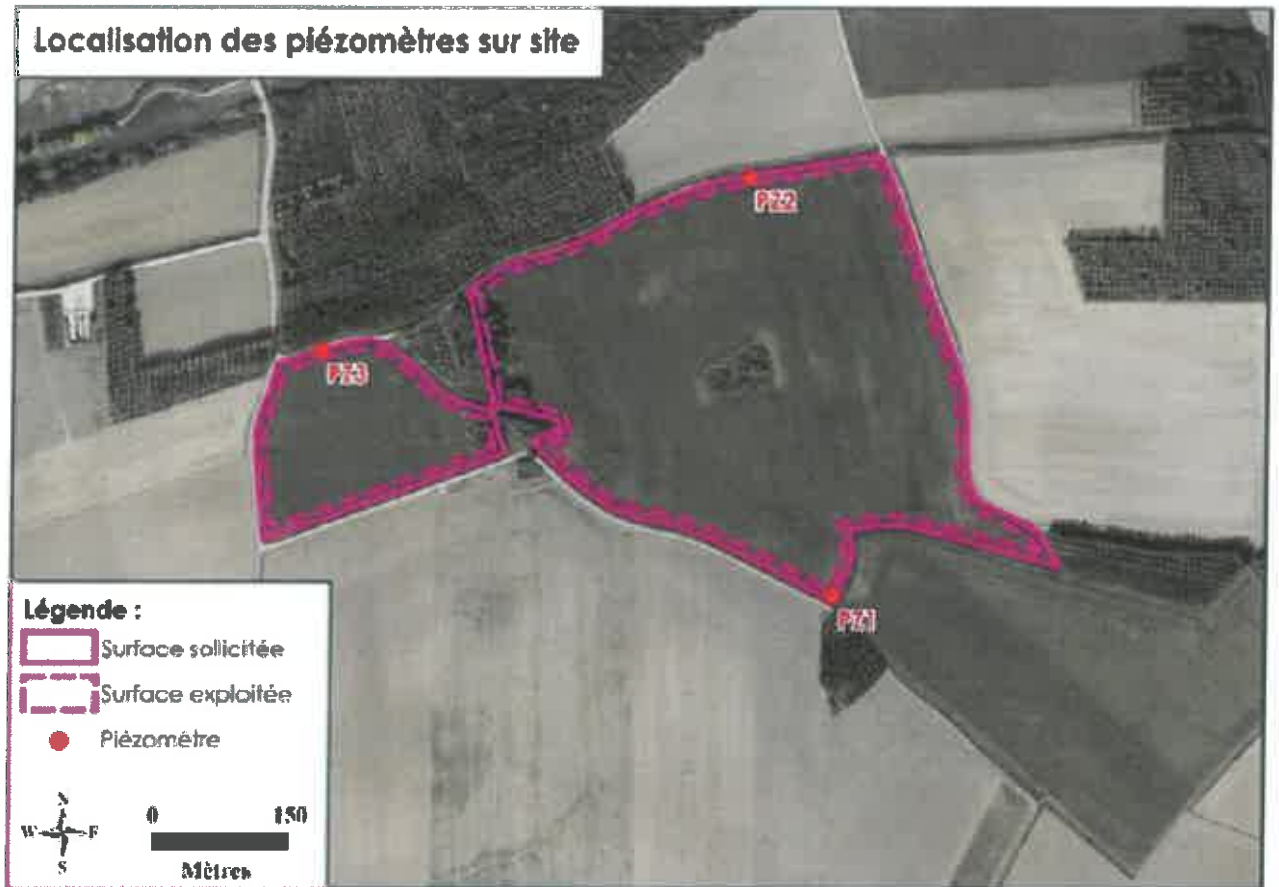 Localisation des piézomètres sur site
PZ2
PZ3
PZ1
Légende :
Surface sollicitée
Surface exploitée
Piézomètre
N
W E
S
0 150
Mètres